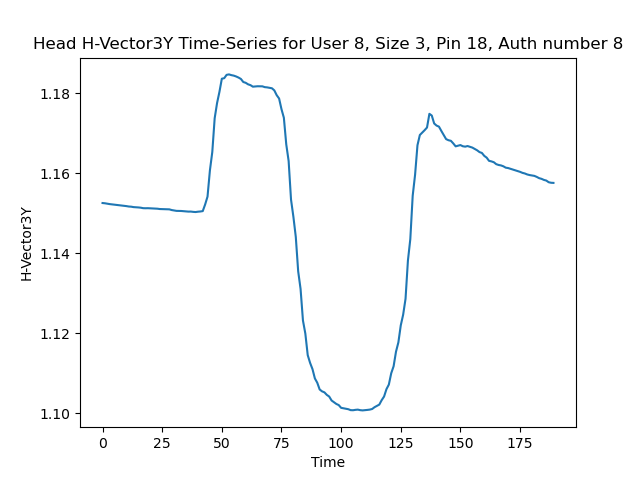 Head H-Vector3Y Time-Series for User 8, Size 3, Pin 18, Auth number 8
1.18
1.16
1.14
1.12
1.10
H-Vector3Y
0 25 50 75 100 125 150 175
Time